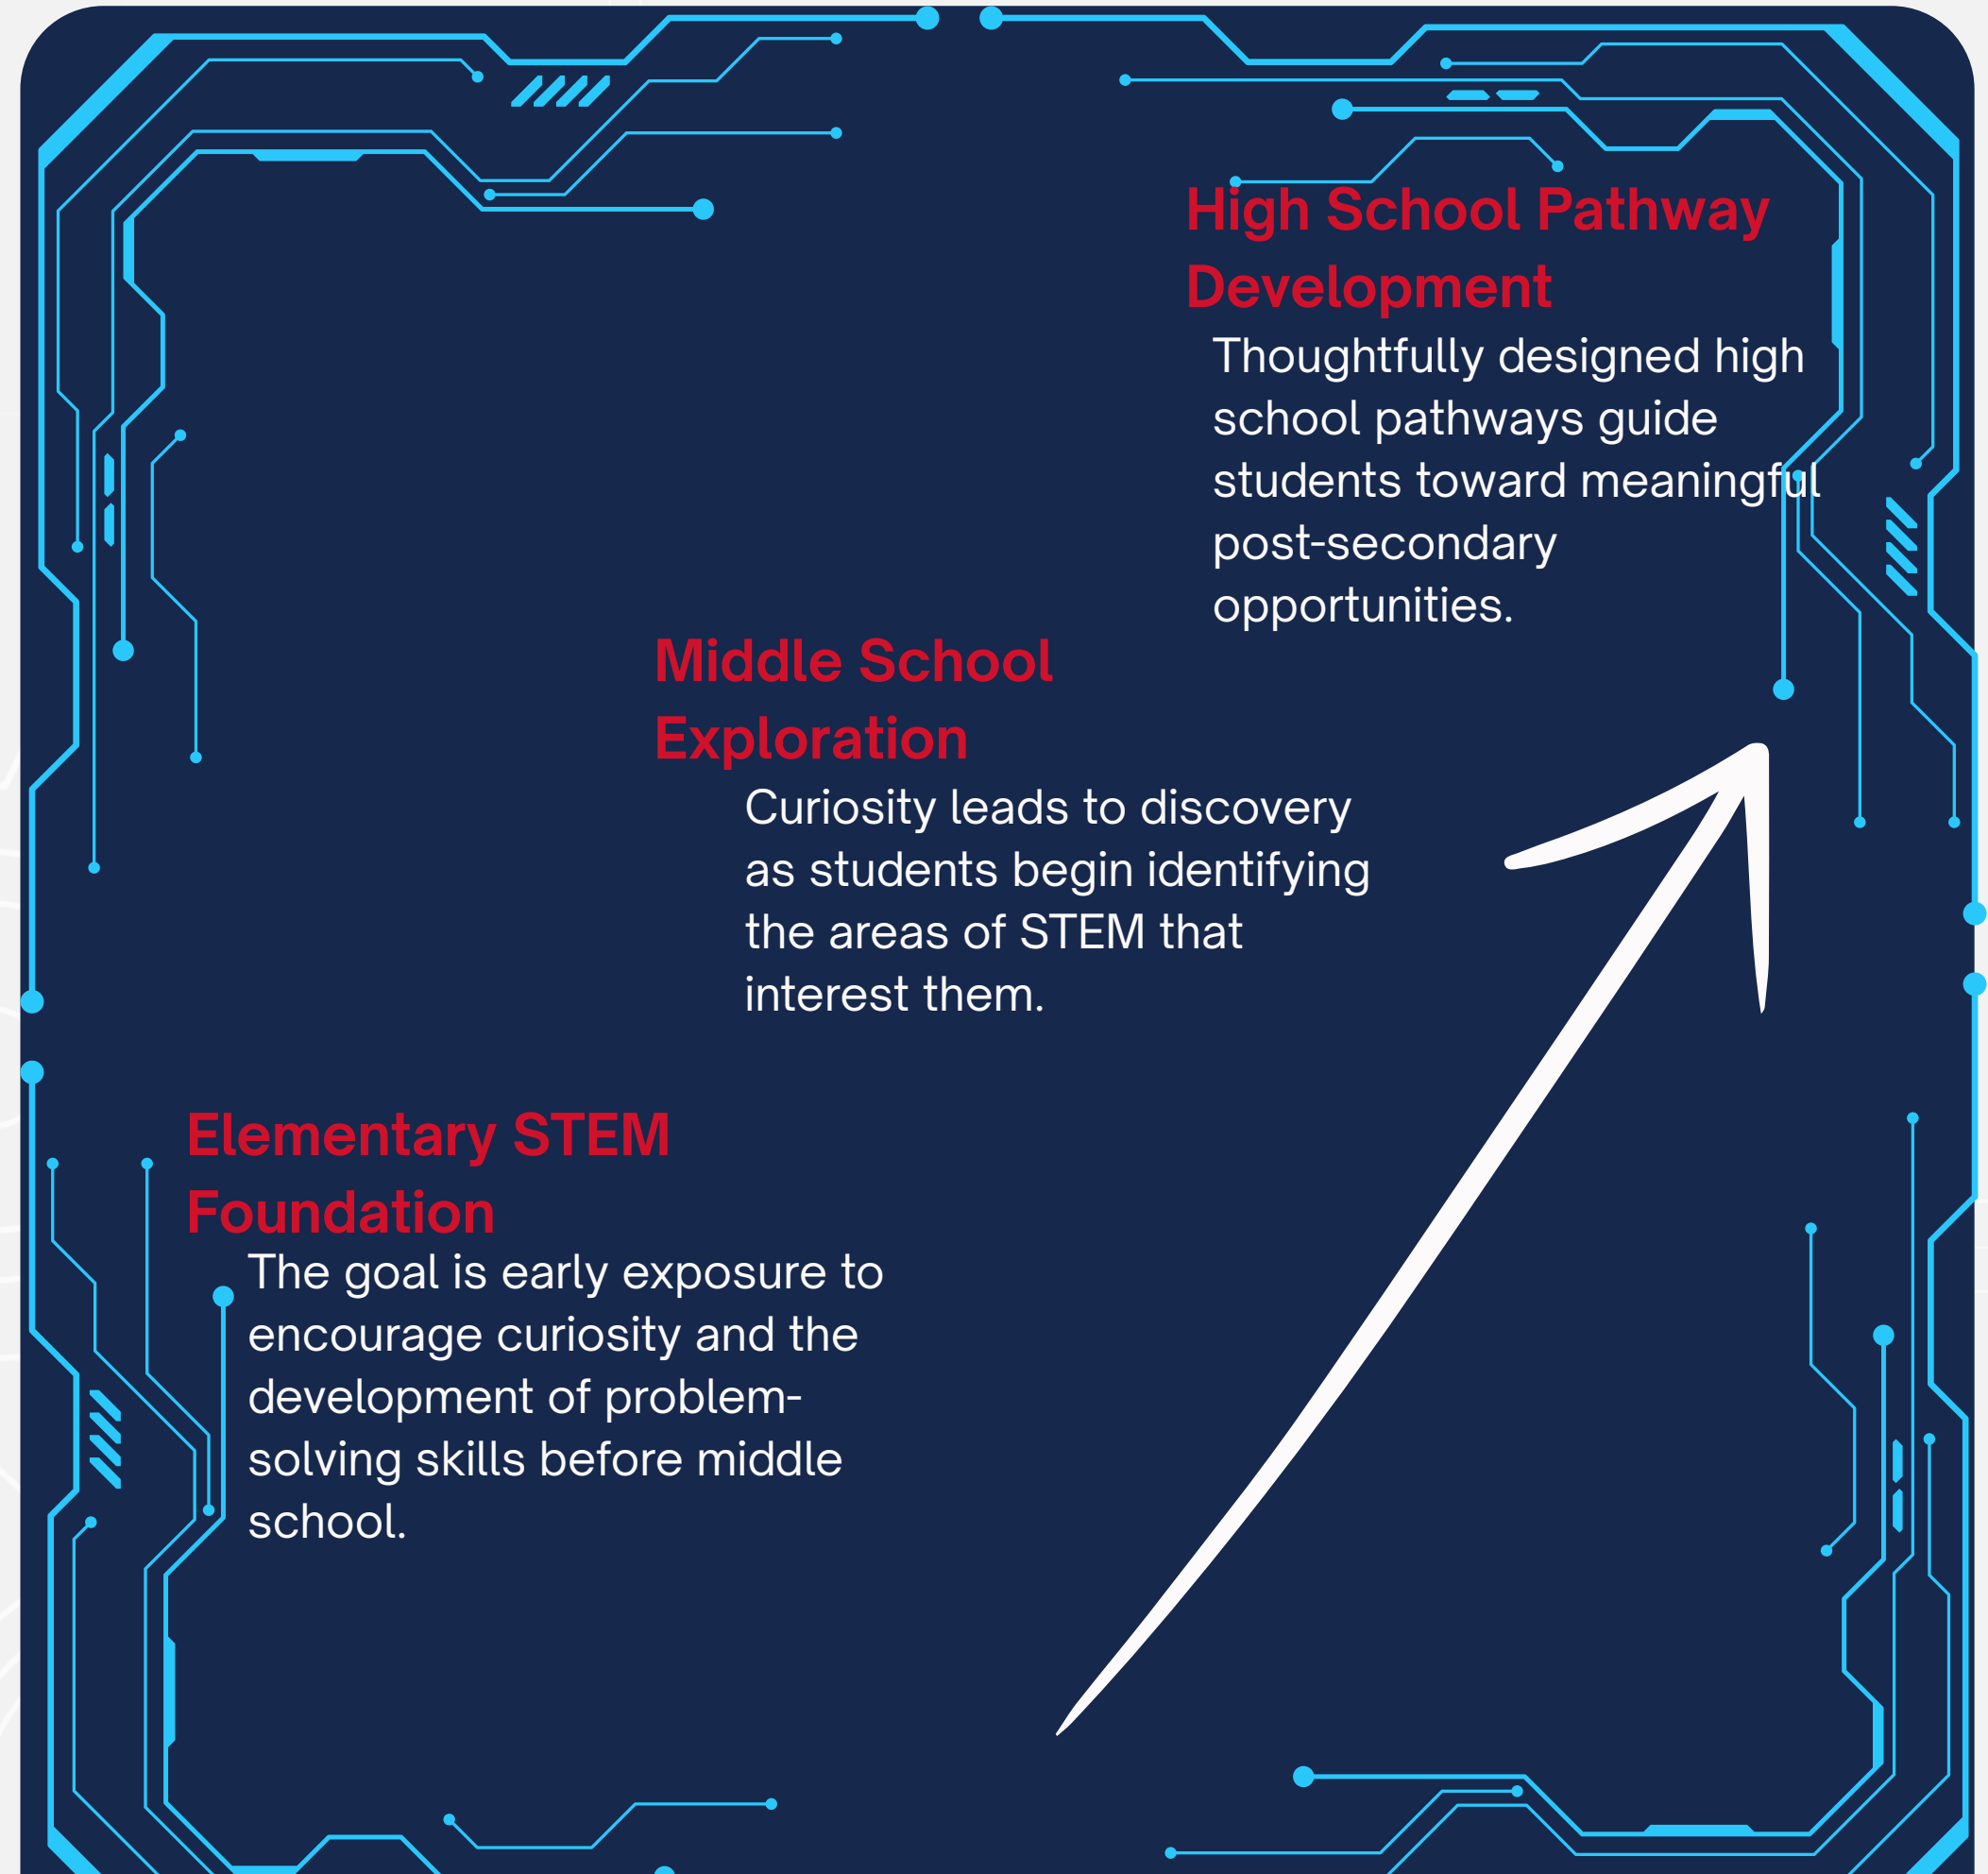 High School Pathway
Development
Thoughtfully designed high
school pathways guide
students toward meaningful
post-secondary
opportunities.
Middle School
Exploration
Curiosity leads to discovery
as students begin identifying
the areas of STEM that
interest them.
Elementary STEM
Foundation
The goal is early exposure to
encourage curiosity and the
development of problem-
solving skills before middle
school.